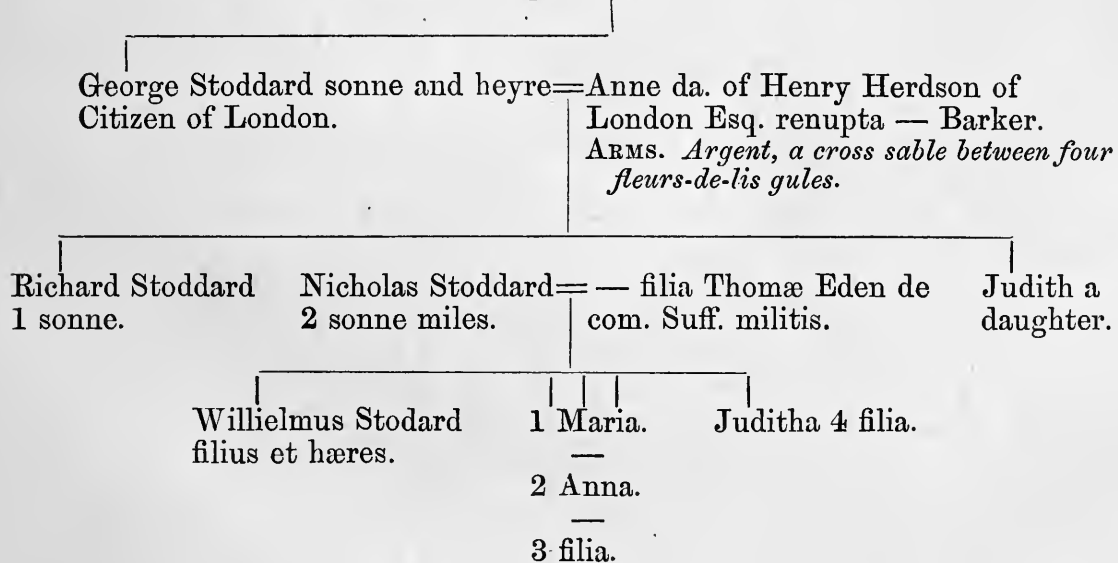 George Stoddard sonne and heyre=Anne da. of Henry Herdson of
Citizen of London.
London Esq. renupta — Barker.
ARMS. Argent, a cross sable between four
fleurs-de-lis gules.
Richard Stoddard
1 sonne.
Nicholas Stoddard= — filia Thomæ Eden de
2 sonne miles.
com. Suff. militis.
Judith a
daughter.
Willielmus Stodard
filius et hæres.
1 Maria.
—
2 Anna.
—
3 filia.
Juditha 4 filia.